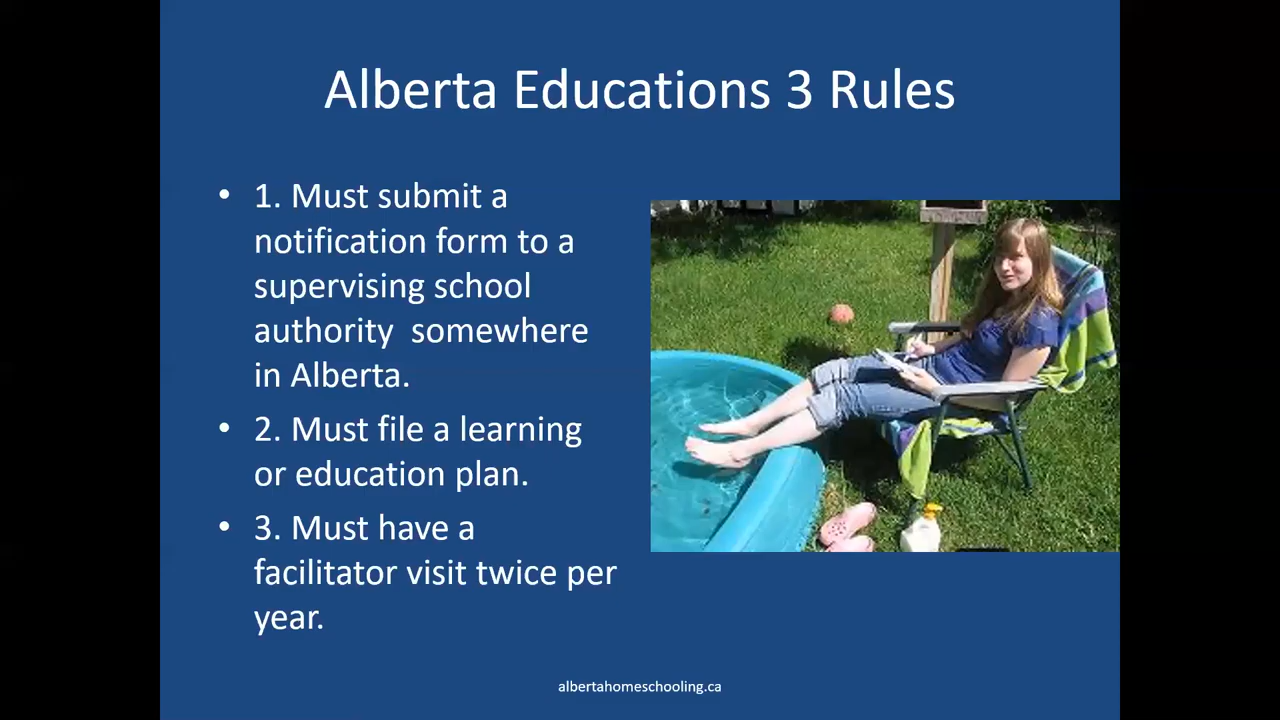 Alberta Educations 3 Rules
• 1. Must submit a
notification form to a
supervising school
authority  somewhere
in Alberta.
• 2. Must file a learning
or education plan.
• 3. Must have a
facilitator visit twice per
year.
albertahomeschooling.ca